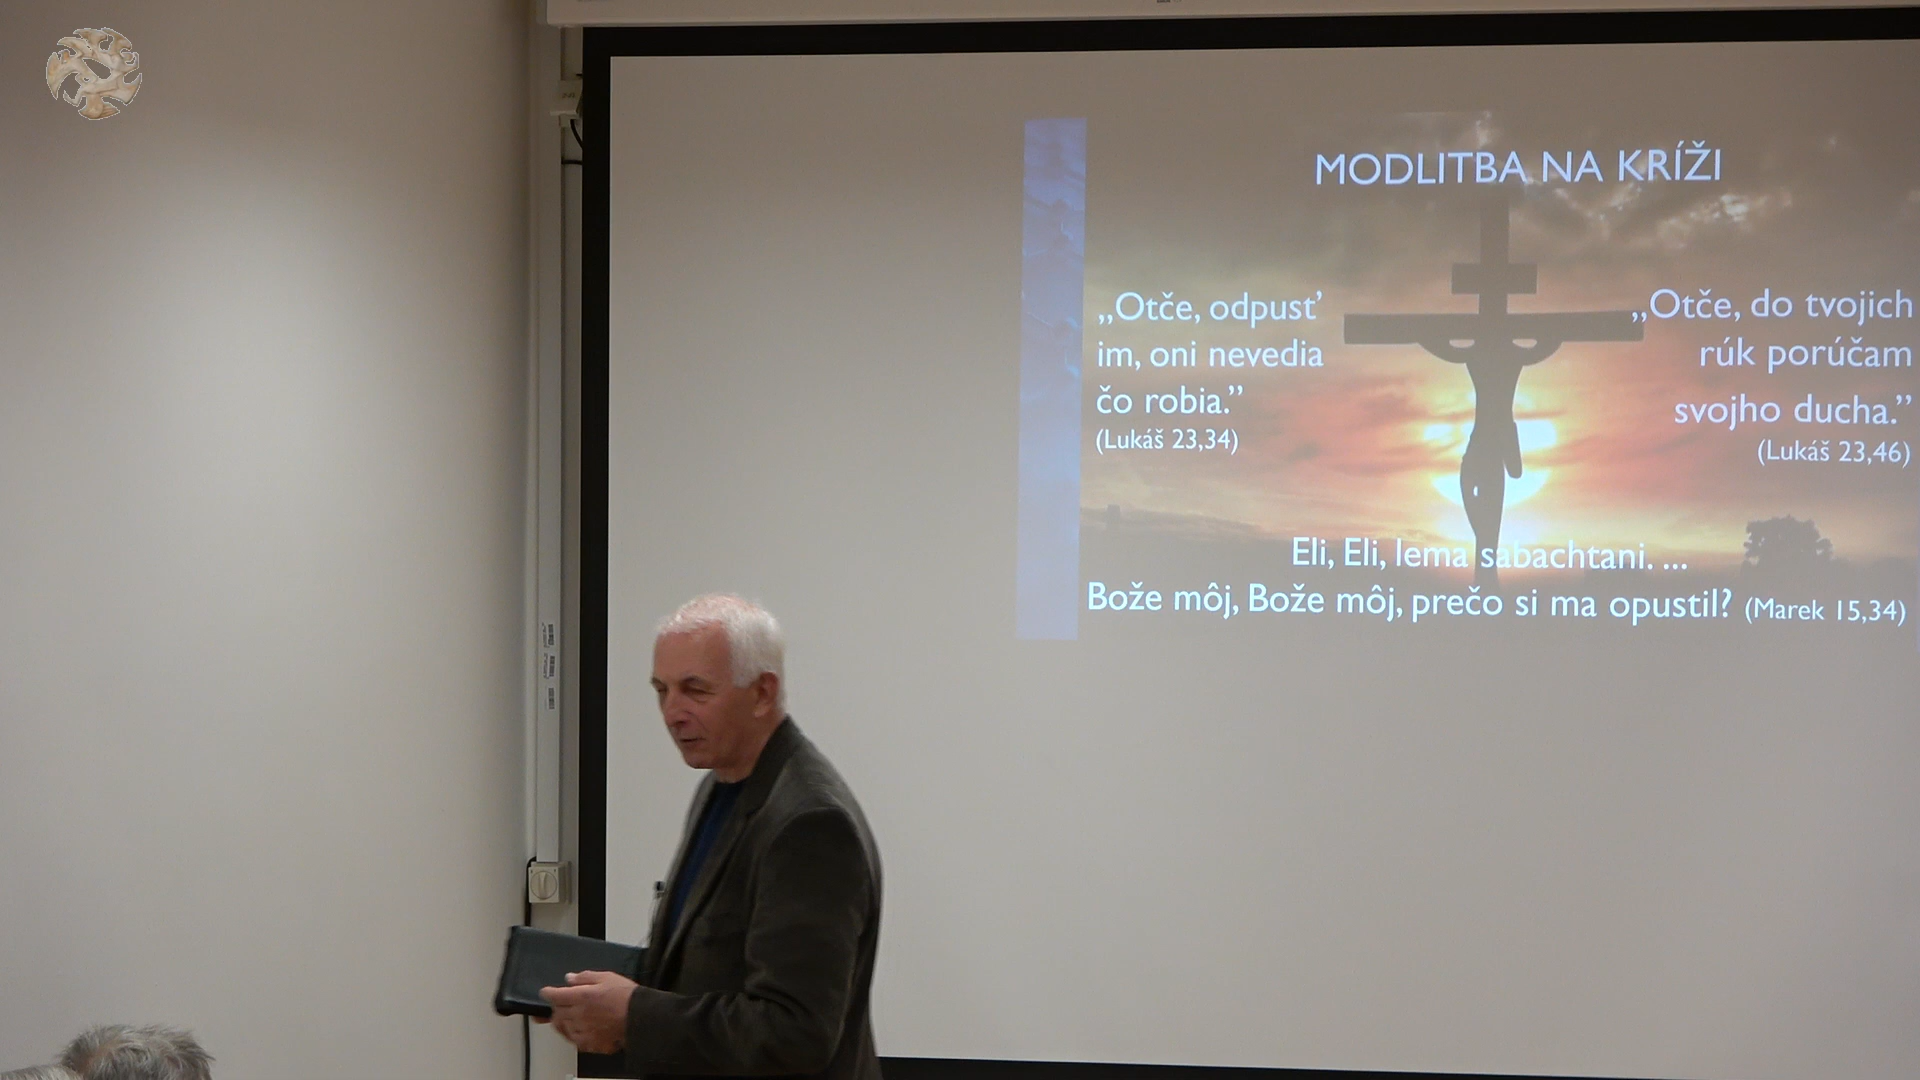 MODLITBA NA KRÍŽI
„Otče, odpusť
im, oni nevedia
čo robia.”
(Lukáš 23,34)
„Otče, do tvojich
rúk porúčam
svojho ducha.”
(Lukáš 23,46)
Eli, Eli, lema sabachtani. ...
Bože môj, Bože môj, prečo si ma opustil? (Marek 15,34)